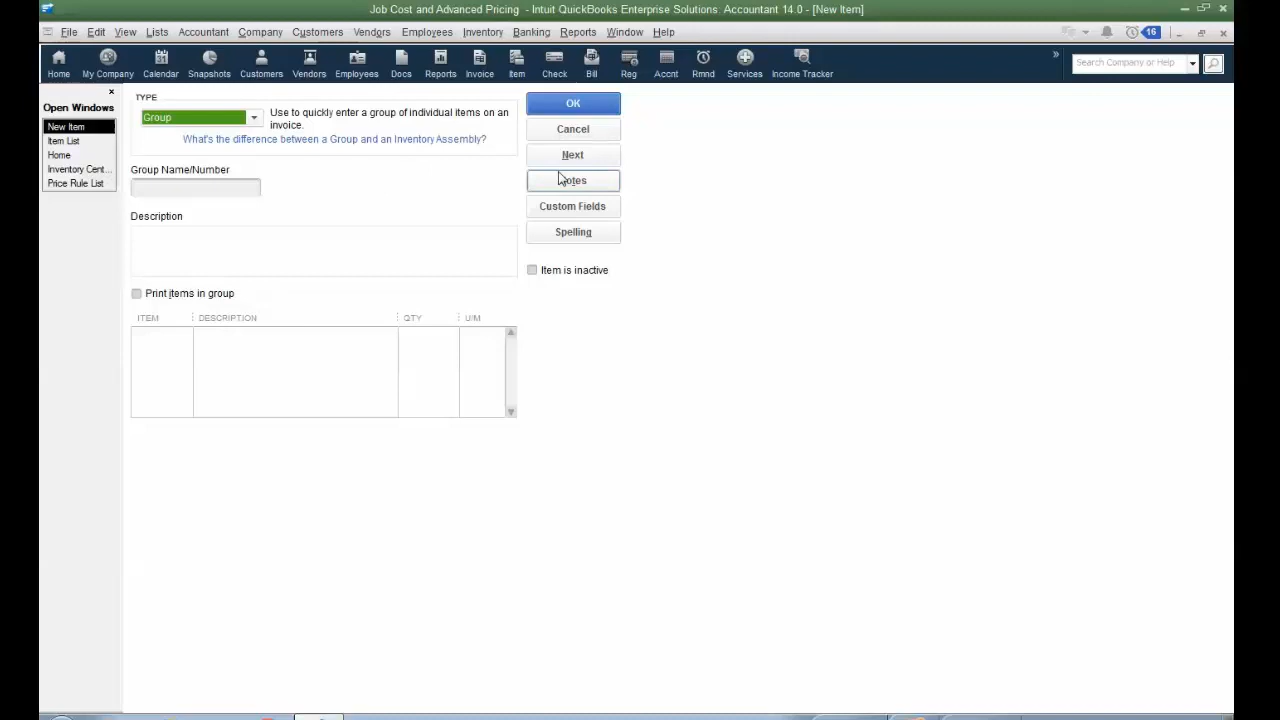 Job Cost and Advanced Pricing - Intuit QuickBooks Enterprise Solutions: Accountant 14.0 - [New Item]
File Edit View Lists Accountant Company Customers Vendors Employees Inventory Banking Reports Window Help 16
Home My Company Calendar Snapshots Customers Vendors Employees Docs Reports Invoice Item Check Bill Reg Accnt Rmnd Services Income Tracker » Search Company or Help
31
Open Windows
New Item
Item List
Home
Inventory Cent...
Price Rule List
TYPE
Group
Use to quickly enter a group of individual items on an
invoice.
What's the difference between a Group and an Inventory Assembly?
Group Name/Number
Description
Print items in group
ITEM DESCRIPTION QTY U/M
OK
Cancel
Next
Custom Fields
Spelling
Item is inactive